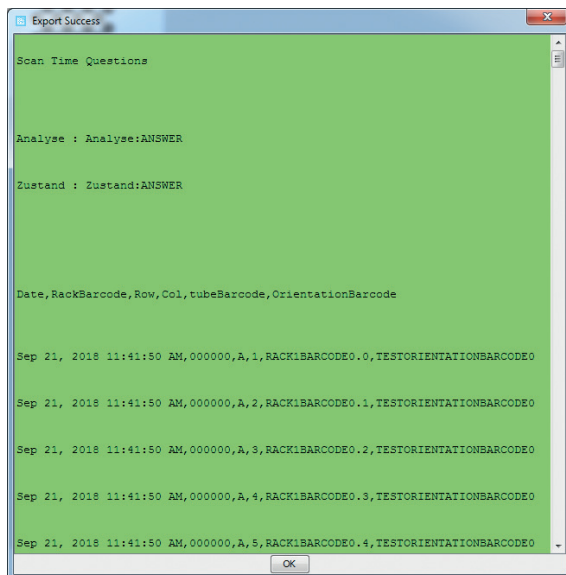 Export Success
Scan Time Questions
Analyse : Analyse:ANSWER
Zustand : Zustand:ANSWER
Date,RackBarcode,Row,Col,tubeBarcode,OrientationBarcode
Sep 21, 2018 11:41:50 AM,000000,A,1,RACK1BARCODE0.0,TESTORIENTATIONBARCODE0
Sep 21, 2018 11:41:50 AM,000000,A,2,RACK1BARCODE0.1,TESTORIENTATIONBARCODE0
Sep 21, 2018 11:41:50 AM,000000,A,3,RACK1BARCODE0.2,TESTORIENTATIONBARCODE0
Sep 21, 2018 11:41:50 AM,000000,A,4,RACK1BARCODE0.3,TESTORIENTATIONBARCODE0
Sep 21, 2018 11:41:50 AM,000000,A,5,RACK1BARCODE0.4,TESTORIENTATIONBARCODE0
OK